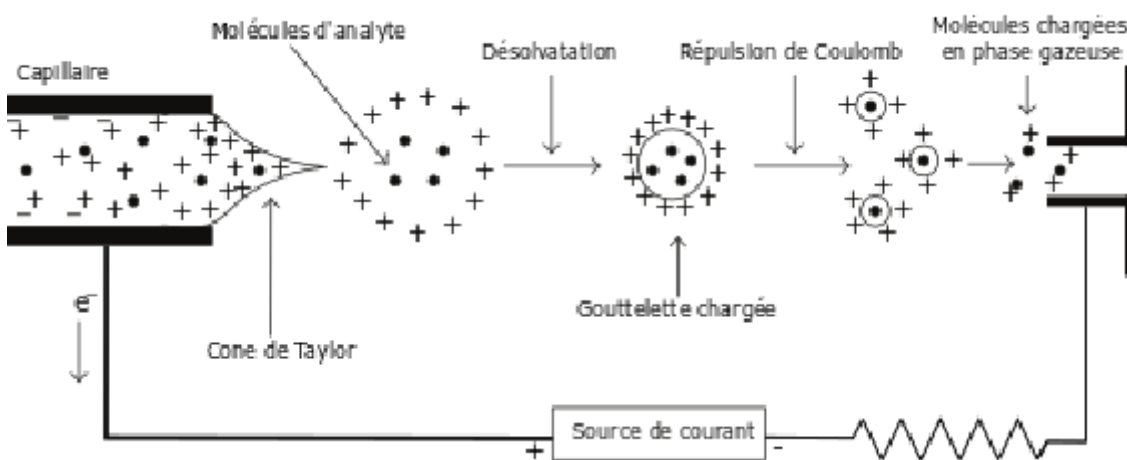 Molécules d'analyte
Désolvatation
Répulsion de Coulomb
Molécules chargées
en phase gazeuse
Capillaire
e-
Cone de Taylor
Gouttelette chargée
+ Source de courant -